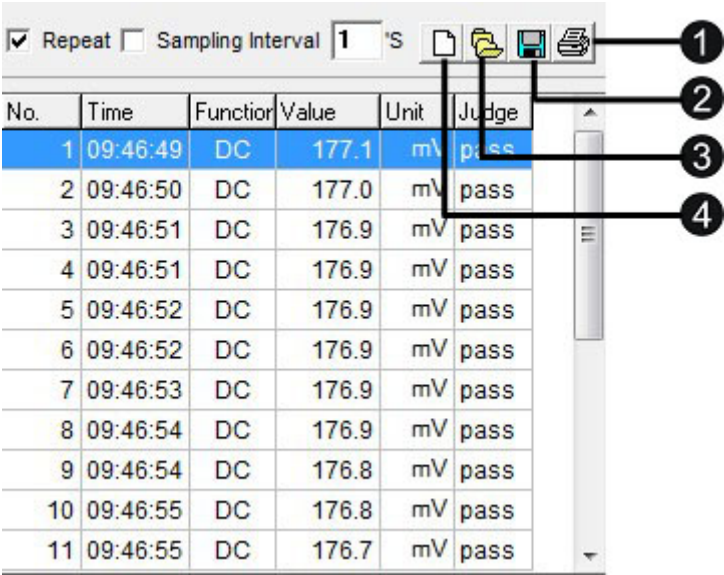 Repeat Sampling Interval 1 'S
1
2
3
4
No. Time Function Value Unit Judge
1 09:46:49 DC 177.1 mV pass
2 09:46:50 DC 177.0 mV pass
3 09:46:51 DC 176.9 mV pass
4 09:46:51 DC 176.9 mV pass
5 09:46:52 DC 176.9 mV pass
6 09:46:52 DC 176.9 mV pass
7 09:46:53 DC 176.9 mV pass
8 09:46:54 DC 176.9 mV pass
9 09:46:54 DC 176.8 mV pass
10 09:46:55 DC 176.8 mV pass
11 09:46:55 DC 176.7 mV pass